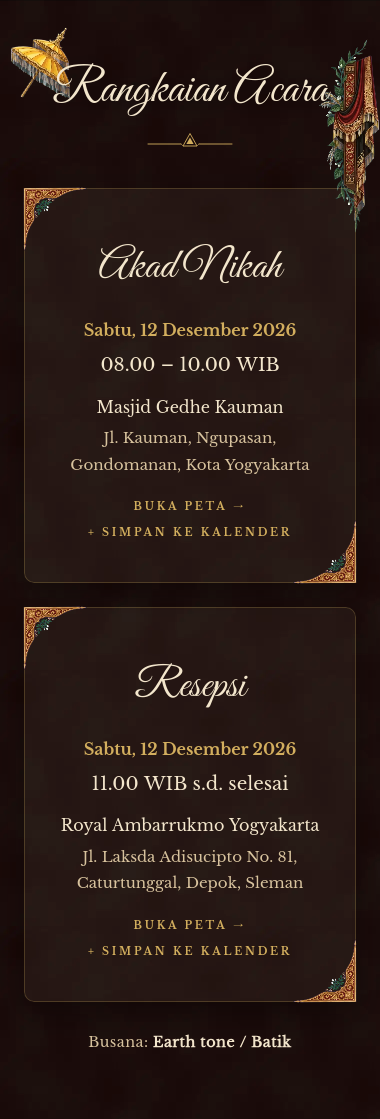 Rangkaian Acara
Akad Nikah
Sabtu, 12 Desember 2026
08.00 – 10.00 WIB
Masjid Gedhe Kauman
Jl. Kauman, Ngupasan,
Gondomanan, Kota Yogyakarta
BUKA PETA →
+ SIMPAN KE KALENDER
Resepsi
Sabtu, 12 Desember 2026
11.00 WIB s.d. selesai
Royal Ambarrukmo Yogyakarta
Jl. Laksda Adisucipto No. 81,
Caturtunggal, Depok, Sleman
BUKA PETA →
+ SIMPAN KE KALENDER
Busana: Earth tone / Batik